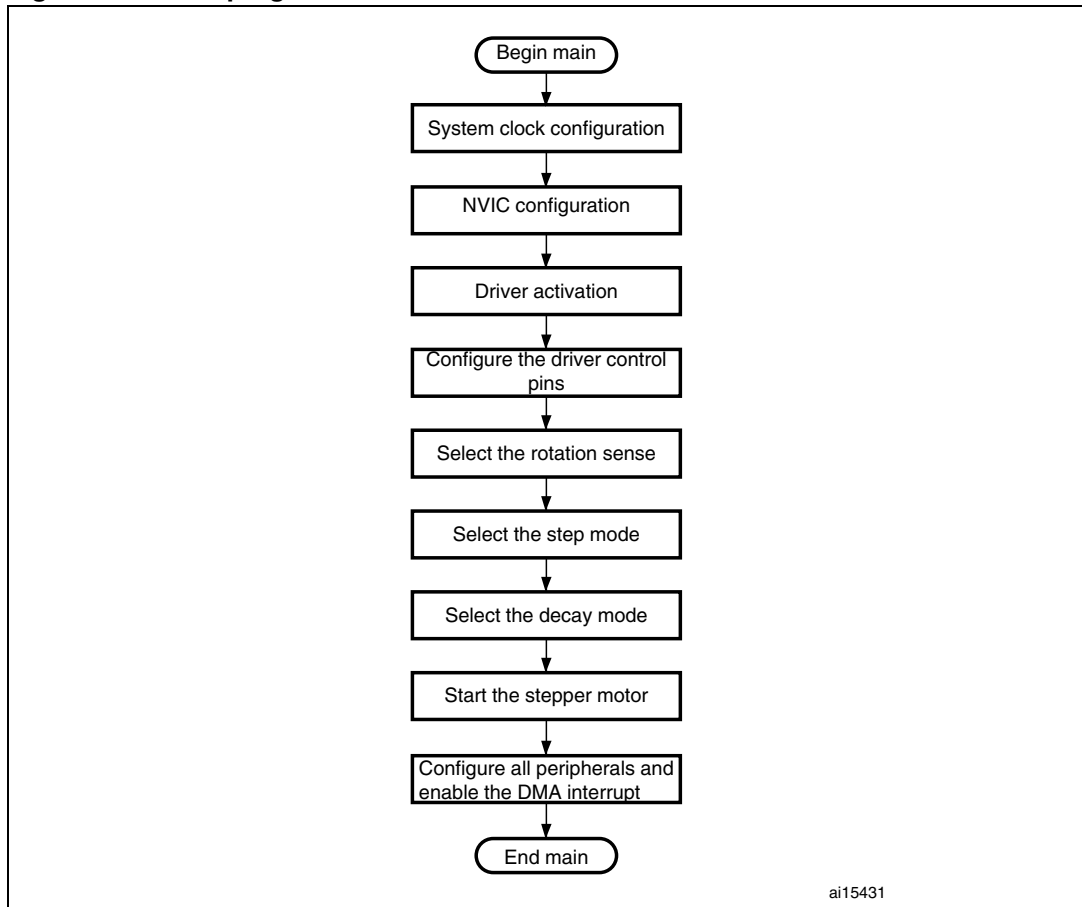 Begin main
System clock configuration
NVIC configuration
Driver activation
Configure the driver control
pins
Select the rotation sense
Select the step mode
Select the decay mode
Start the stepper motor
Configure all peripherals and
enable the DMA interrupt
End main
ai15431